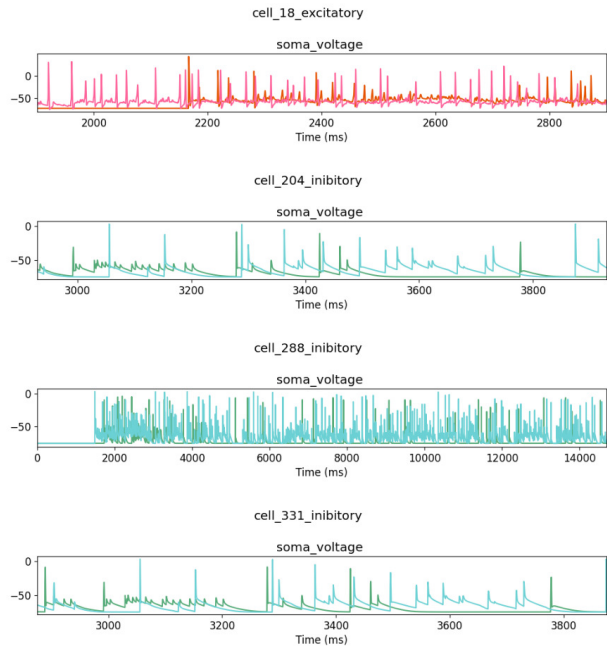 cell_18_excitatory
soma_voltage
0
−50
2000 2200 2400 2600 2800
Time (ms)
cell_204_inibitory
soma_voltage
0
−50
3000 3200 3400 3600 3800
Time (ms)
cell_288_inibitory
soma_voltage
0
−50
0 2000 4000 6000 8000 10000 12000 14000
Time (ms)
cell_331_inibitory
soma_voltage
0
−50
3000 3200 3400 3600 3800
Time (ms)